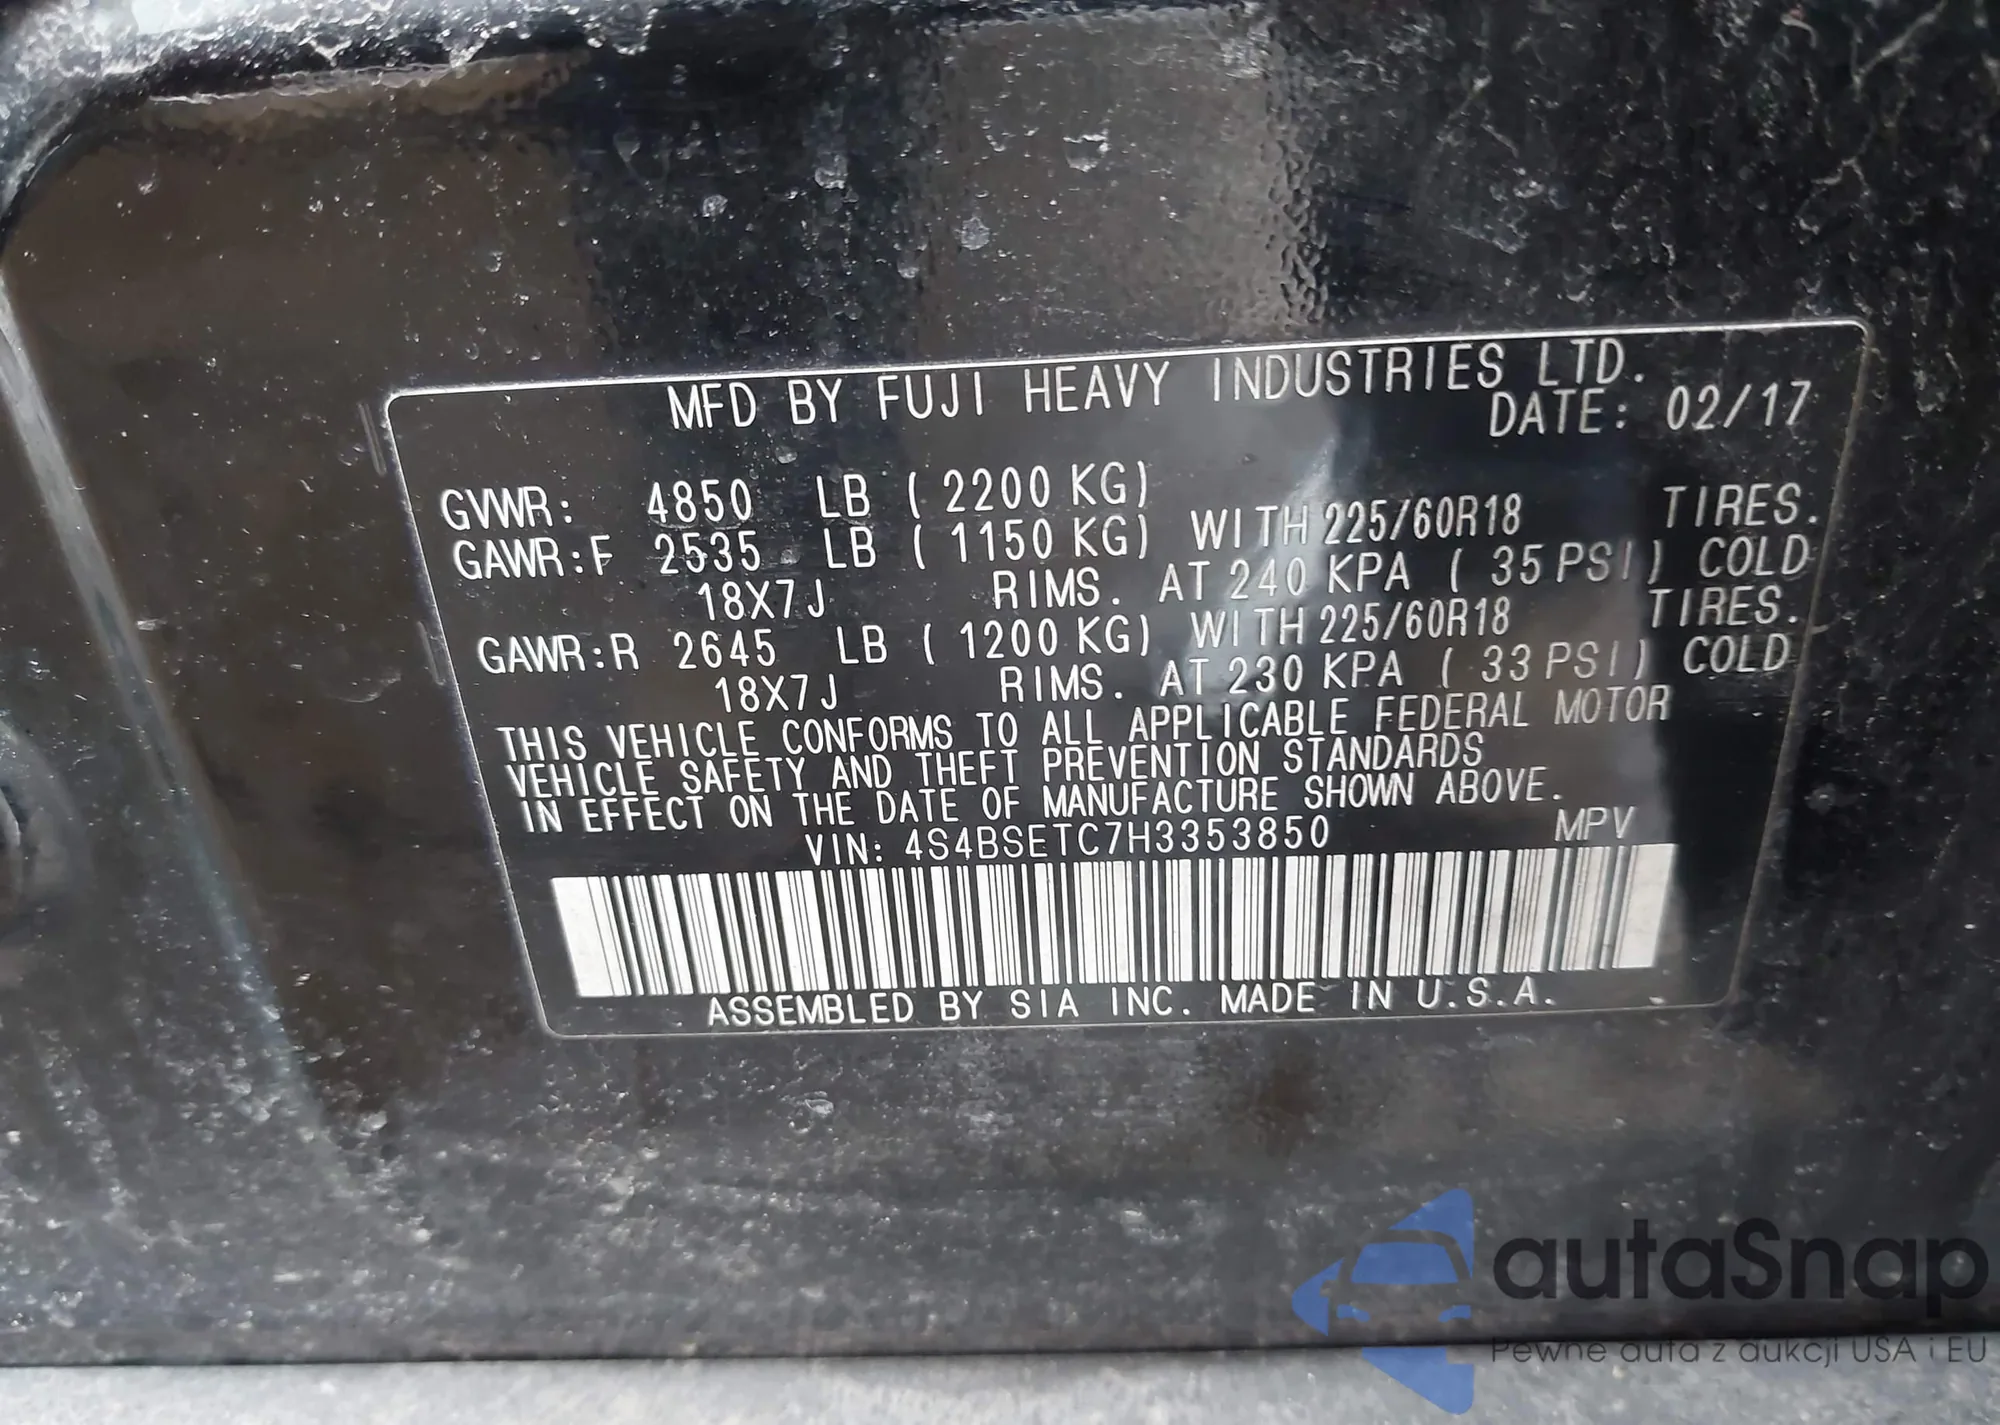 MFD BY FUJI HEAVY INDUSTRIES LTD.
DATE: 02/17
GVWR: 4850 LB ( 2200 KG)
GAWR:F 2535 LB ( 1150 KG) WITH 225/60R18 TIRES.
18X7J RIMS. AT 240 KPA ( 35 PSI) COLD
GAWR:R 2645 LB ( 1200 KG) WITH 225/60R18 TIRES.
18X7J RIMS. AT 230 KPA ( 33 PSI) COLD
THIS VEHICLE CONFORMS TO ALL APPLICABLE FEDERAL MOTOR
VEHICLE SAFETY AND THEFT PREVENTION STANDARDS
IN EFFECT ON THE DATE OF MANUFACTURE SHOWN ABOVE.
VIN: 4S4BSETC7H3353850 MPV
ASSEMBLED BY SIA INC. MADE IN U.S.A.
autaSnap
Pewne auta z aukcji USA i EU